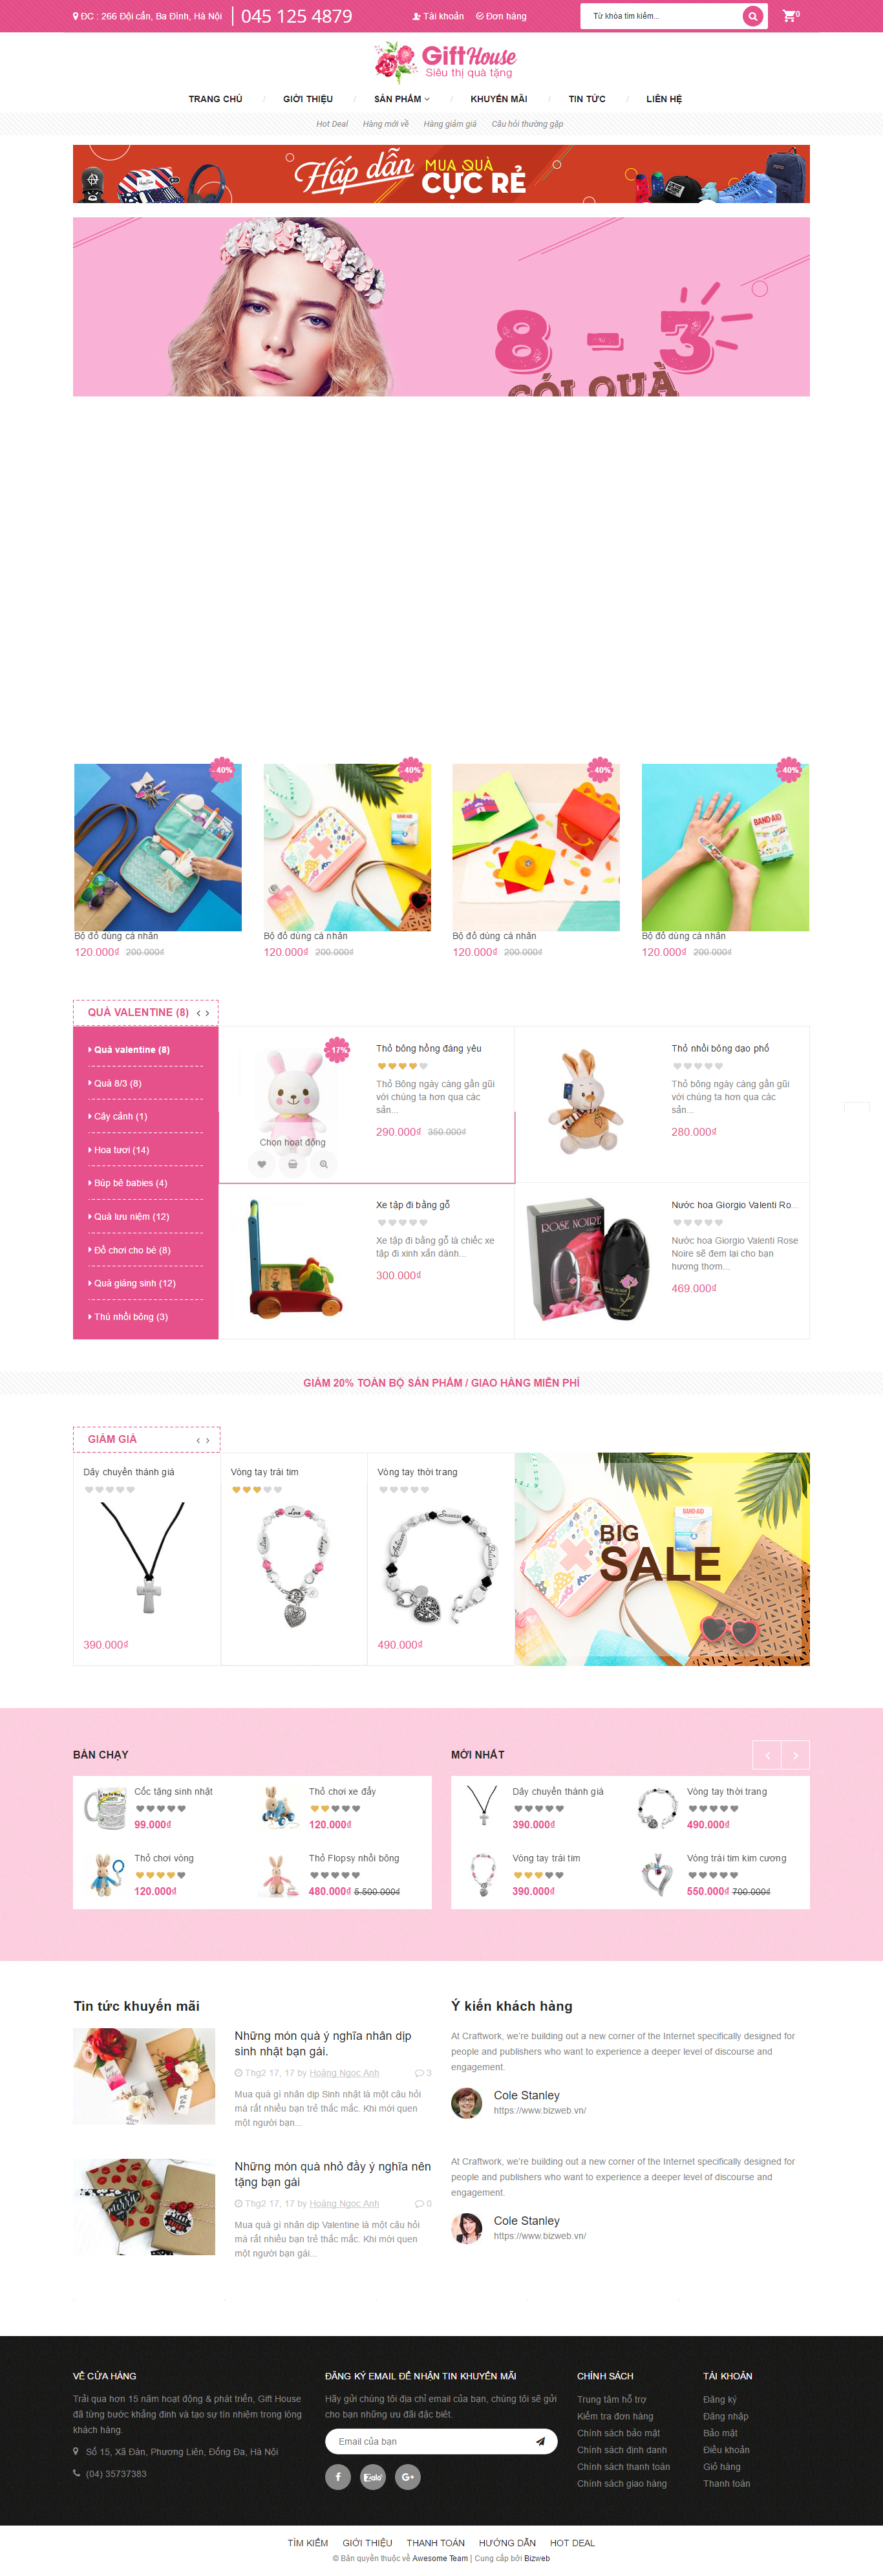 ĐC : 266 Đội cấn, Ba Đình, Hà Nội 045 125 4879 Tài khoản Đơn hàng Từ khóa tìm kiếm... 0
Gift House
Siêu thị quà tặng
TRANG CHỦ / GIỚI THIỆU / SẢN PHẨM / KHUYẾN MÃI / TIN TỨC / LIÊN HỆ
Hot Deal Hàng mới về Hàng giảm giá Câu hỏi thường gặp
Hấp dẫn MUA QUÀ CỰC RẺ
8 - 3
GÓI QUÀ
- 40% - 40% - 40% - 40%
BAND-AID
Bộ đồ dùng cá nhân Bộ đồ dùng cá nhân Bộ đồ dùng cá nhân Bộ đồ dùng cá nhân
120.000₫ 200.000₫ 120.000₫ 200.000₫ 120.000₫ 200.000₫ 120.000₫ 200.000₫
QUÀ VALENTINE (8)
Quà valentine (8)
Quà 8/3 (8)
Cây cảnh (1)
Hoa tươi (14)
Búp bê babies (4)
Quà lưu niệm (12)
Đồ chơi cho bé (8)
Quà giáng sinh (12)
Thú nhồi bông (3)
- 17%
Chọn hoạt động
Thỏ bông hồng đáng yêu
Thỏ Bông ngày càng gần gũi
với chúng ta hơn qua các
sản...
290.000₫ 350.000₫
Thỏ nhồi bông dạo phố
Thỏ bông ngày càng gần gũi
với chúng ta hơn qua các
sản...
280.000₫
Xe tập đi bằng gỗ
Xe tập đi bằng gỗ là chiếc xe
tập đi xinh xắn dành...
300.000₫
ROSE NOIRE
Nước hoa Giorgio Valenti Ro...
Nước hoa Giorgio Valenti Rose
Noire sẽ đem lại cho bạn
hương thơm...
469.000₫
GIẢM 20% TOÀN BỘ SẢN PHẨM / GIAO HÀNG MIỄN PHÍ
GIẢM GIÁ
Dây chuyền thánh giá
390.000₫
Vòng tay trái tim
Vòng tay thời trang
490.000₫
BIG
SALE
BÁN CHẠY
Cốc tặng sinh nhật
99.000₫
Thỏ chơi xe đẩy
120.000₫
Thỏ chơi vòng
120.000₫
Thỏ Flopsy nhồi bông
480.000₫ 5.500.000₫
MỚI NHẤT
Dây chuyền thánh giá
390.000₫
Vòng tay thời trang
490.000₫
Vòng tay trái tim
390.000₫
Vòng trái tim kim cương
550.000₫ 700.000₫
Tin tức khuyến mãi
Những món quà ý nghĩa nhân dịp
sinh nhật bạn gái.
Thg2 17, 17 by Hoàng Ngọc Anh 3
Mua quà gì nhân dịp Sinh nhật là một câu hỏi
mà rất nhiều bạn trẻ thắc mắc. Khi mới quen
một người bạn...
Những món quà nhỏ đầy ý nghĩa nên
tặng bạn gái
Thg2 17, 17 by Hoàng Ngọc Anh 0
Mua quà gì nhân dịp Valentine là một câu hỏi
mà rất nhiều bạn trẻ thắc mắc. Khi mới quen
một người bạn gái...
Ý kiến khách hàng
At Craftwork, we're building out a new corner of the Internet specifically designed for
people and publishers who want to experience a deeper level of discourse and
engagement.
Cole Stanley
https://www.bizweb.vn/
At Craftwork, we're building out a new corner of the Internet specifically designed for
people and publishers who want to experience a deeper level of discourse and
engagement.
Cole Stanley
https://www.bizweb.vn/
VỀ CỬA HÀNG
Trải qua hơn 15 năm hoạt động & phát triển, Gift House
đã từng bước khẳng định và tạo sự tín nhiệm trong lòng
khách hàng.
Số 15, Xã Đàn, Phượng Liên, Đống Đa, Hà Nội
(04) 35737383
ĐĂNG KÝ EMAIL ĐỂ NHẬN TIN KHUYẾN MÃI
Hãy gửi chúng tôi địa chỉ email của bạn, chúng tôi sẽ gửi
cho bạn những ưu đãi đặc biêt.
Email của bạn
Zalo
CHÍNH SÁCH
Trung tâm hỗ trợ
Kiểm tra đơn hàng
Chính sách bảo mật
Chính sách định danh
Chính sách thanh toán
Chính sách giao hàng
TÀI KHOẢN
Đăng ký
Đăng nhập
Bảo mật
Điều khoản
Giỏ hàng
Thanh toán
TÌM KIẾM GIỚI THIỆU THANH TOÁN HƯỚNG DẪN HOT DEAL
© Bản quyền thuộc về Awesome Team | Cung cấp bởi Bizweb